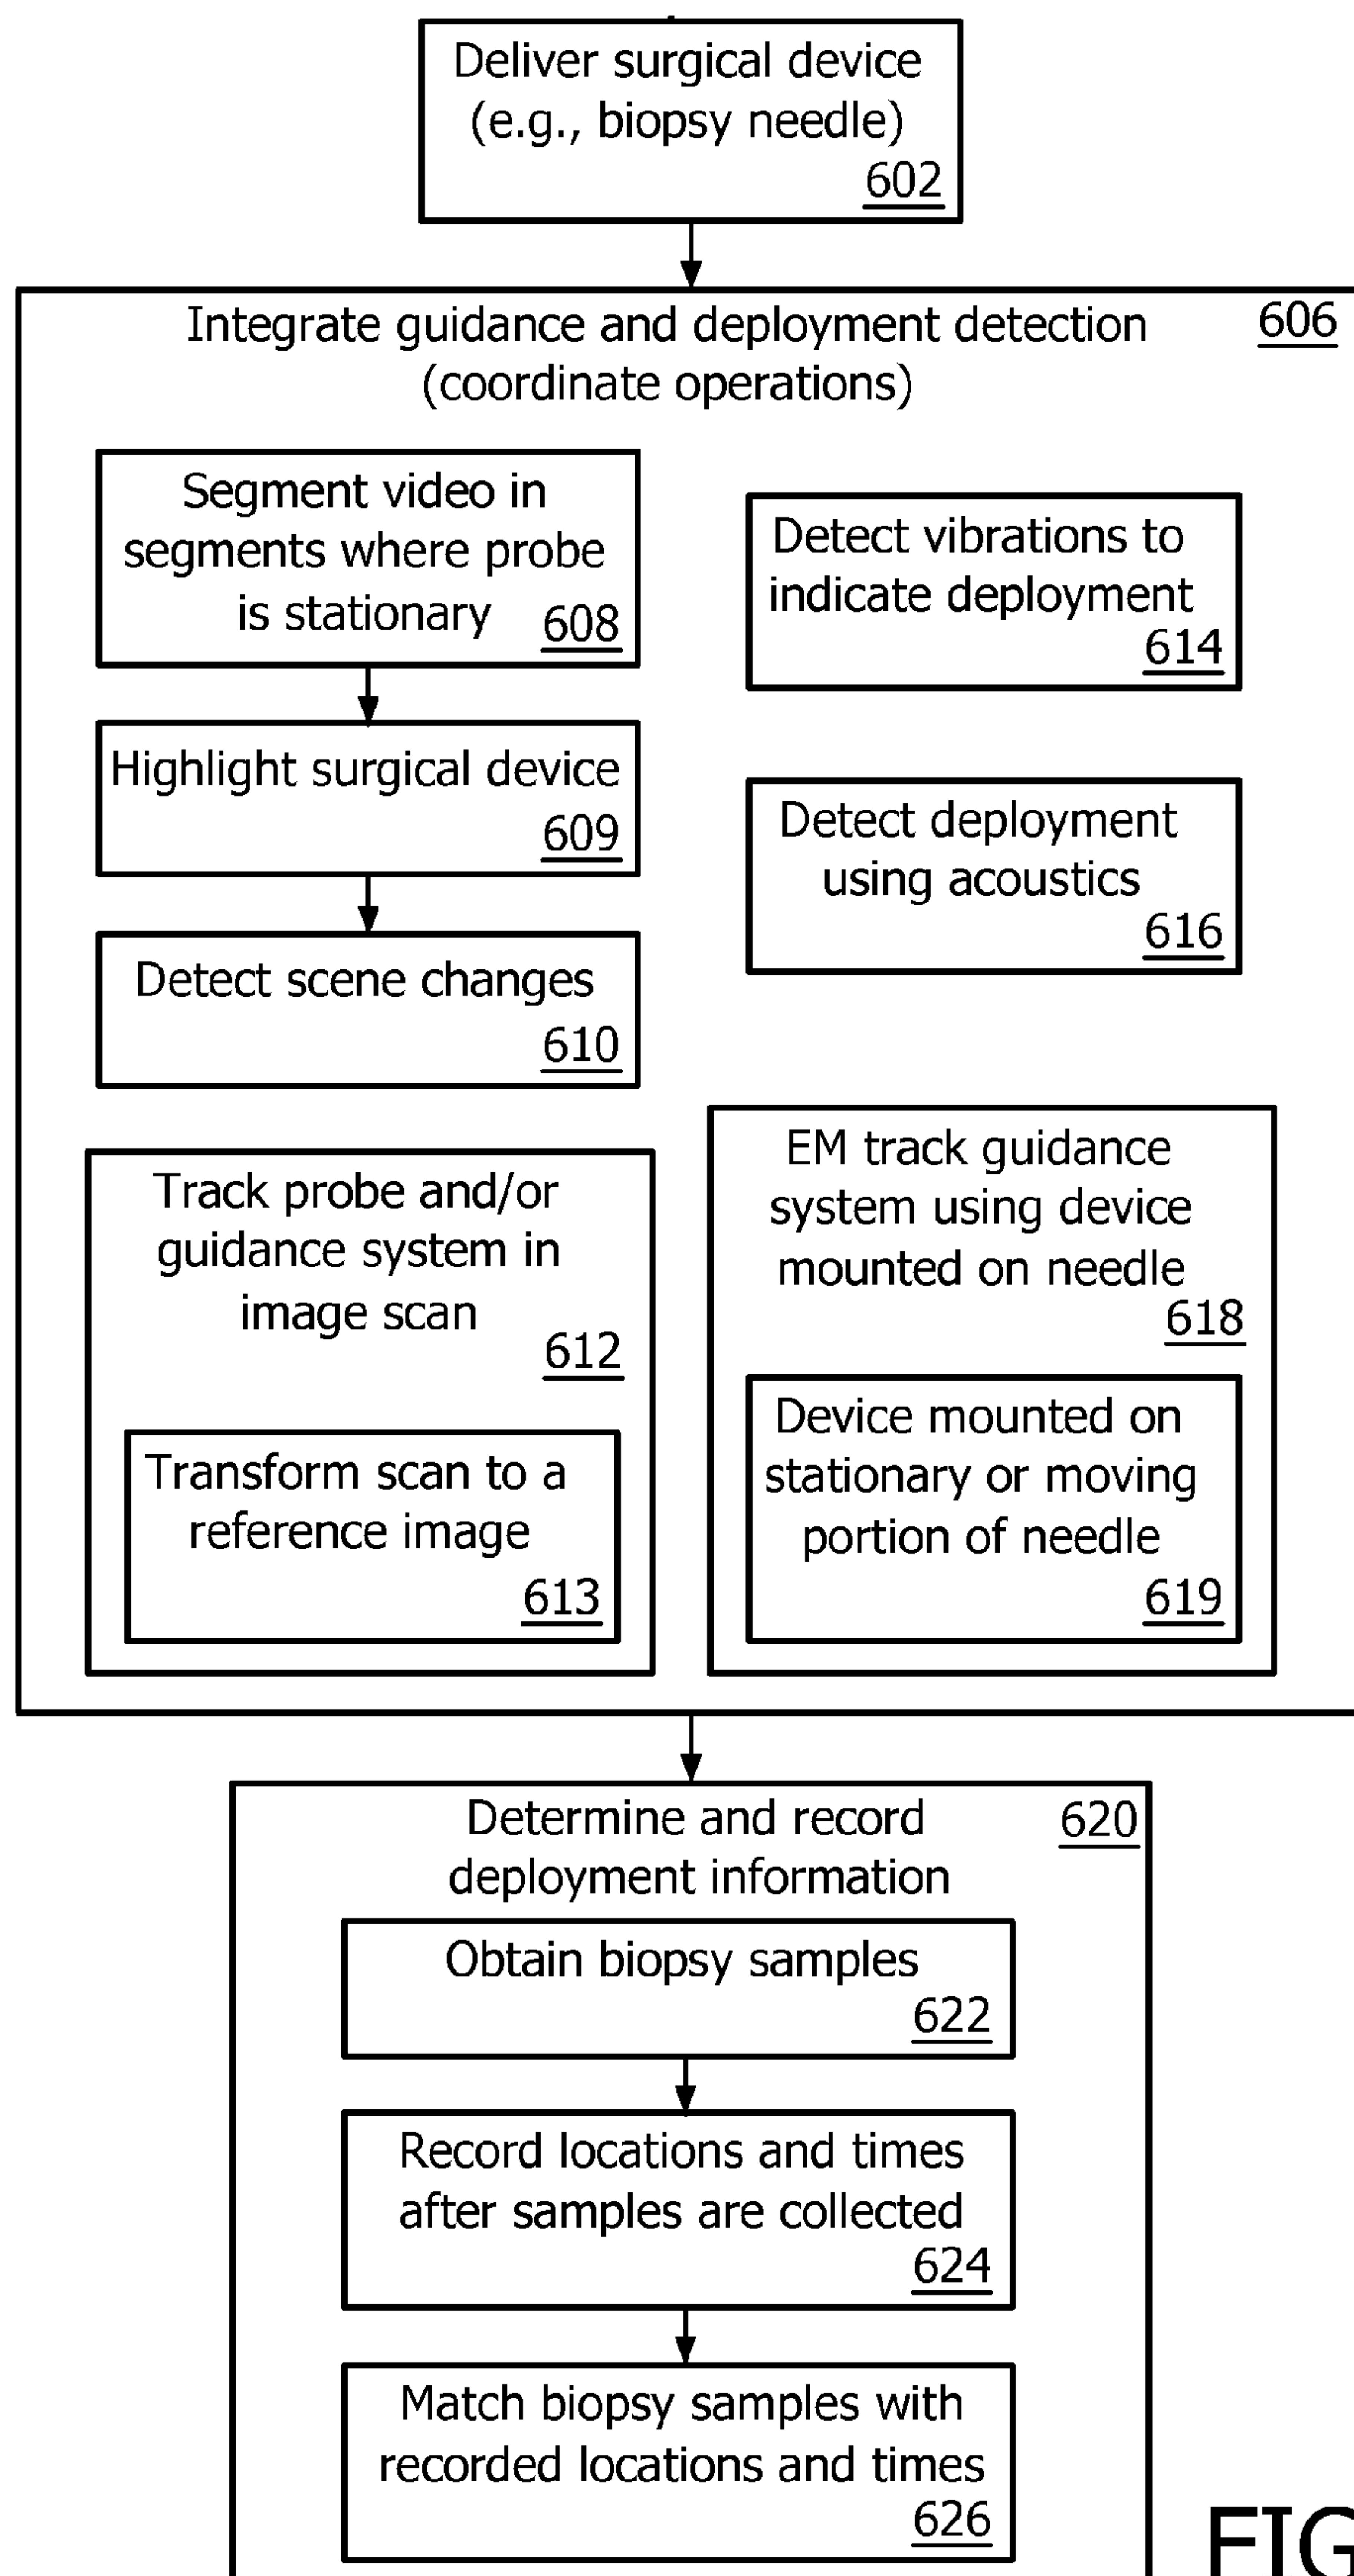 Deliver surgical device
(e.g., biopsy needle)
602
Integrate guidance and deployment detection
606
(coordinate operations)
Segment video in
segments where probe
is stationary
608
Highlight surgical device
609
Detect scene changes
610
Track probe and/or
guidance system in
image scan
612
Transform scan to a
reference image
613
Detect vibrations to
indicate deployment
614
Detect deployment
using acoustics
616
EM track guidance
system using device
mounted on needle
618
Device mounted on
stationary or moving
portion of needle
619
Determine and record
620
deployment information
Obtain biopsy samples
622
Record locations and times
after samples are collected
624
Match biopsy samples with
recorded locations and times
626
FIG